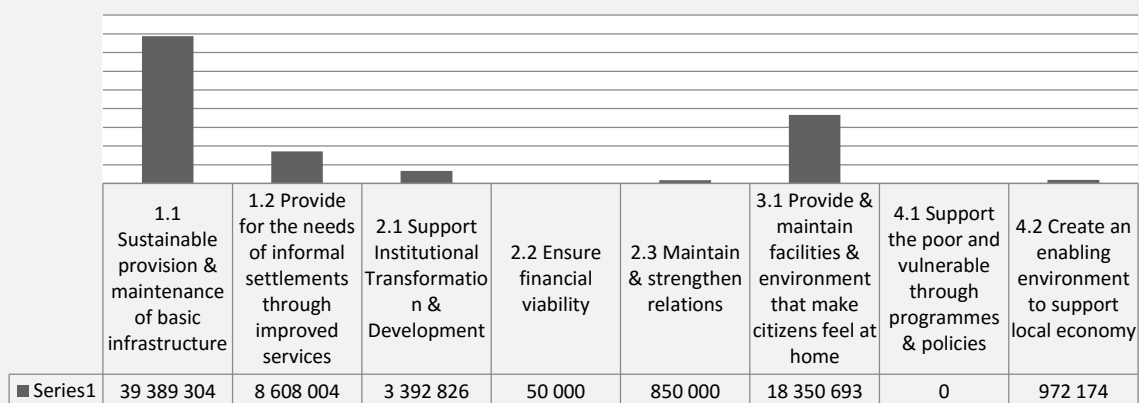 1.1
Sustainable
provision &
maintenance
of basic
infrastructure
1.2 Provide
for the needs
of informal
settlements
through
improved
services
2.1 Support
Institutional
Transformatio
n &
Development
2.2 Ensure
financial
viability
2.3 Maintain
& strengthen
relations
3.1 Provide &
maintain
facilities &
environment
that make
citizens feel at
home
4.1 Support
the poor and
vulnerable
through
programmes
& policies
4.2 Create an
enabling
environment
to support
local economy
Series1 39 389 304 8 608 004 3 392 826 50 000 850 000 18 350 693 0 972 174